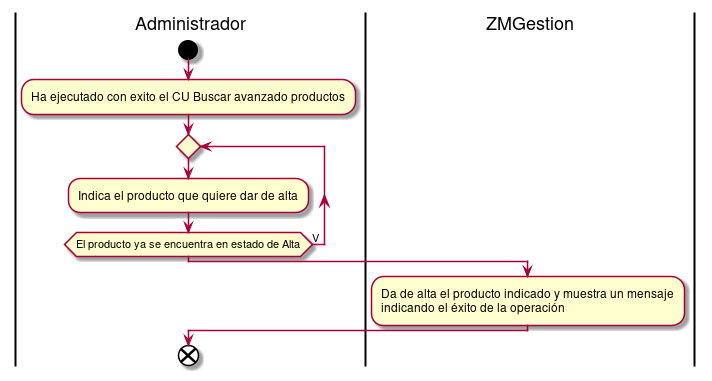 Administrador
ZMGestion
Ha ejecutado con exito el CU Buscar avanzado productos
Indica el producto que quiere dar de alta
El producto ya se encuentra en estado de Alta
V
Da de alta el producto indicado y muestra un mensaje
indicando el éxito de la operación